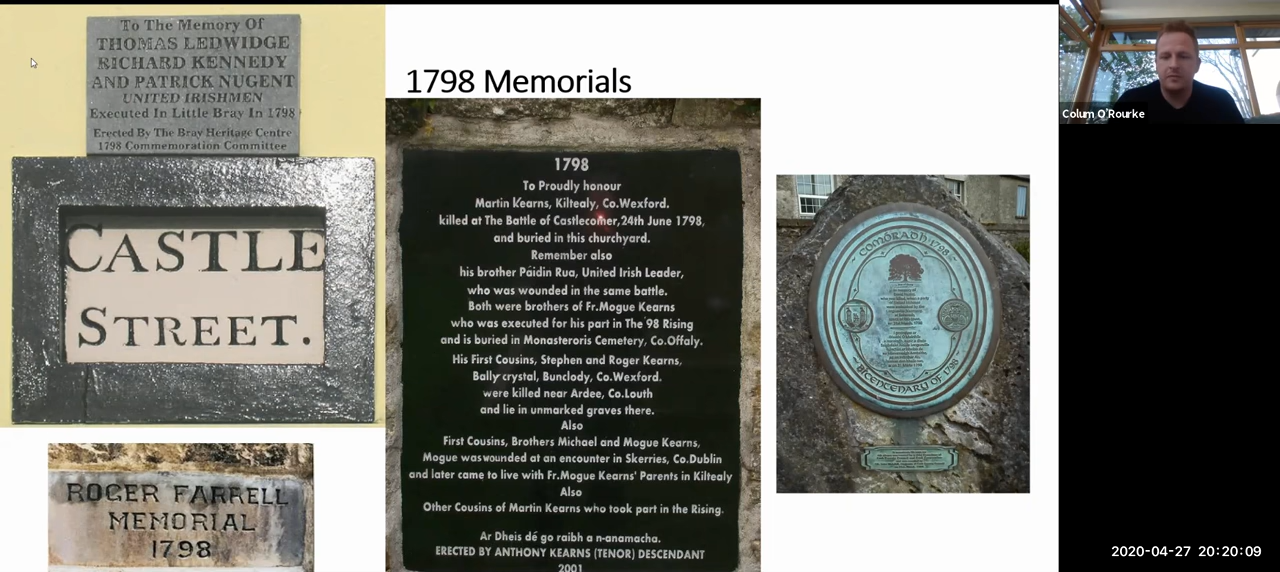 To The Memory Of
THOMAS LEDWIDGE
RICHARD KENNEDY
AND PATRICK NUGENT
UNITED IRISHMEN
Executed In Little Bray In 1798
Erected By The Bray Heritage Centre
1798 Commemoration Committee
CASTLE
STREET.
ROGER FARRELL
MEMORIAL
1798
1798 Memorials
1798
To Proudly honour
Martin Kearns, Kiltealy, Co.Wexford.
killed at The Battle of Castlecomer,24th June 1798,
and buried in this churchyard.
Remember also
his brother Páidin Rua, United Irish Leader,
who was wounded in the same battle.
Both were brothers of Fr.Mogue Kearns
who was executed for his part in The '98 Rising
and is buried in Monasteroris Cemetery, Co.Offaly.
His First Cousins, Stephen and Roger Kearns,
Ballycrystal, Bunclody, Co.Wexford.
were killed near Ardee, Co.Louth
and lie in unmarked graves there.
Also
First Cousins, Brothers Michael and Mogue Kearns,
Mogue was wounded at an encounter in Skerries, Co.Dublin
and later came to live with Fr.Mogue Kearns' Parents in Kiltealy
Also
Other Cousins of Martin Kearns who took part in the Rising.
Ar Dheis dé go raibh a n-anamacha.
ERECTED BY ANTHONY KEARNS (TENOR) DESCENDANT
2001
COMÓRADH 1798
BICENTENARY OF 1798
Colum O'Rourke
2020-04-27 20:20:09